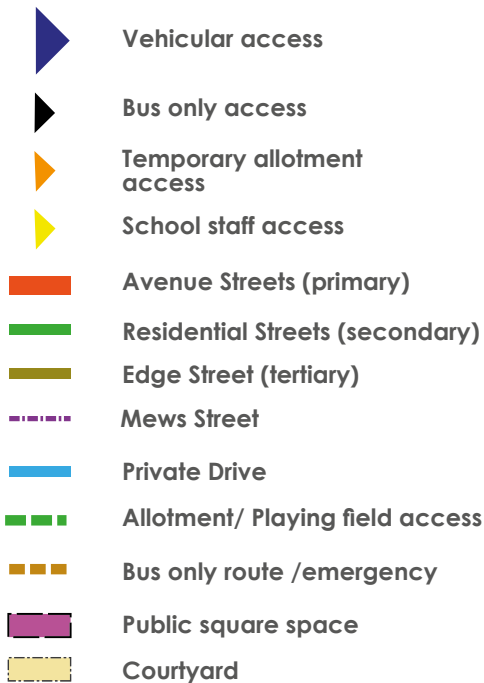 Vehicular access
Bus only access
Temporary allotment
access
School staff access
Avenue Streets (primary)
Residential Streets (secondary)
Edge Street (tertiary)
Mews Street
Private Drive
Allotment/ Playing field access
Bus only route /emergency
Public square space
Courtyard